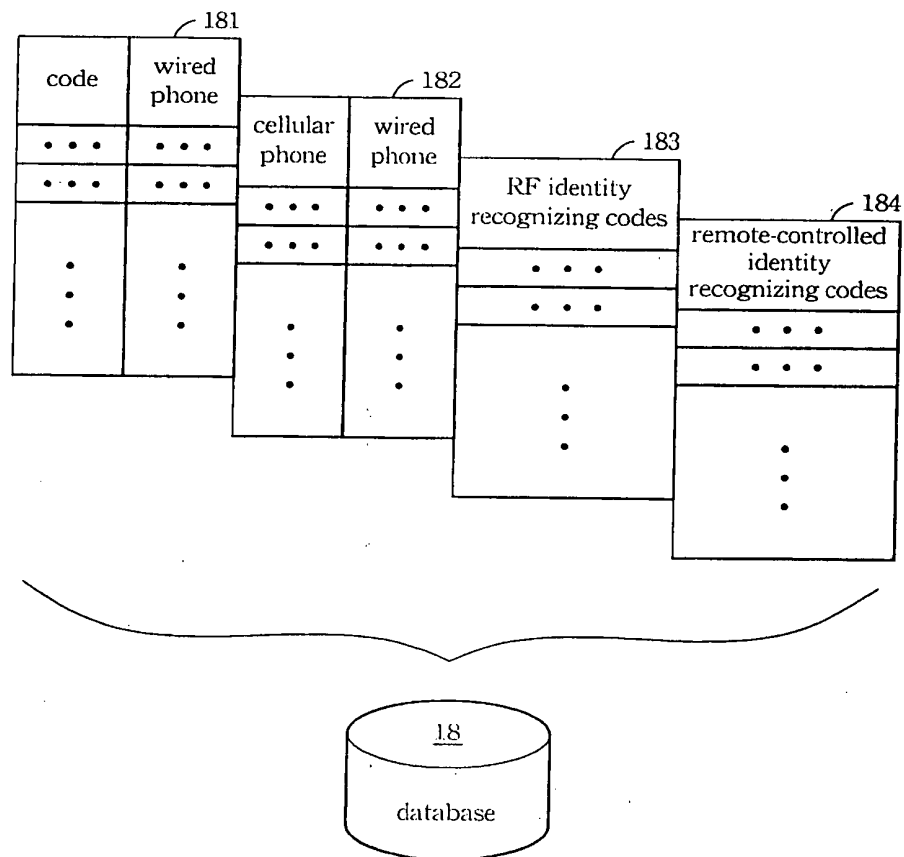 181
code
wired
phone
182
cellular
phone
wired
phone
183
RF identity
recognizing codes
184
remote-controlled
identity
recognizing codes
18
database